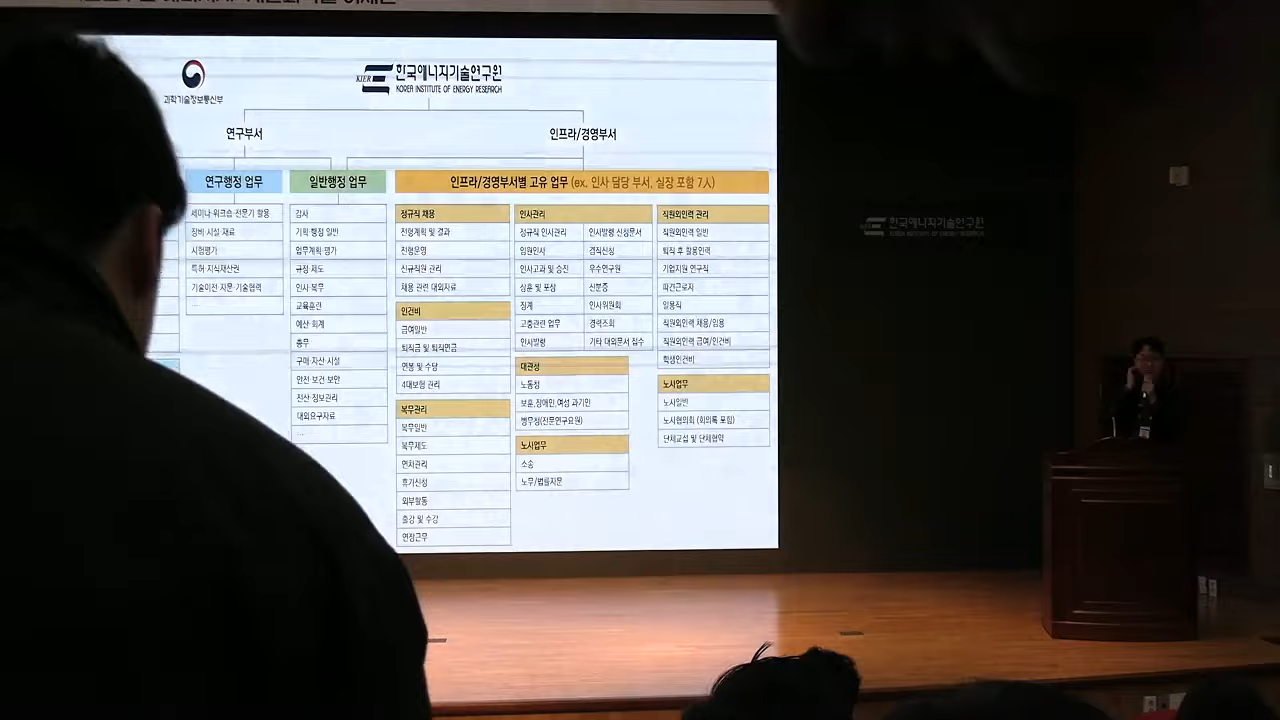 과학기술정보통신부
KIER 한국에너지기술연구원
KOREA INSTITUTE OF ENERGY RESEARCH
연구부서
인프라/경영부서
연구행정 업무
세미나·워크숍·전문가 활용
장비·시설·재료
시험평가
특허·지식재산권
기술이전·자문·기술협력
...
일반행정 업무
감사
기획·행정 일반
업무계획·평가
규정·제도
인사·복무
교육훈련
예산·회계
총무
구매·자산·시설
안전·보건·보안
전산·정보관리
대외요구자료
...
인프라/경영부서별 고유 업무 (ex. 인사 담당 부서, 실장 포함 7人)
정규직 채용
전형계획 및 결과
전형운영
신규직원 관리
채용 관련 대외자료
인건비
급여일반
퇴직금 및 퇴직연금
연봉 및 수당
4대보험 관리
복무관리
복무일반
복무제도
연차관리
휴가신청
외부활동
출강 및 수강
연장근무
인사관리
정규직 인사관리
인사발령 신청문서
임원인사
겸직신청
인사고과 및 승진
우수연구원
상훈 및 포상
신분증
징계
인사위원회
고충관련 업무
경력조회
인사발령
기타 대외문서 접수
대관성
노동청
보훈,장애인,여성 과기인
병무청(전문연구요원)
노사업무
소송
노무/법률자문
직원외인력 관리
직원외인력 일반
퇴직 후 활용인력
기업지원 연구직
파견근로자
일용직
직원외인력 채용/임용
직원외인력 급여/인건비
학생인건비
노사업무
노사일반
노사협의회 (회의록 포함)
단체교섭 및 단체협약
한국에너지기술연구원
KOREA INSTITUTE OF ENERGY RESEARCH